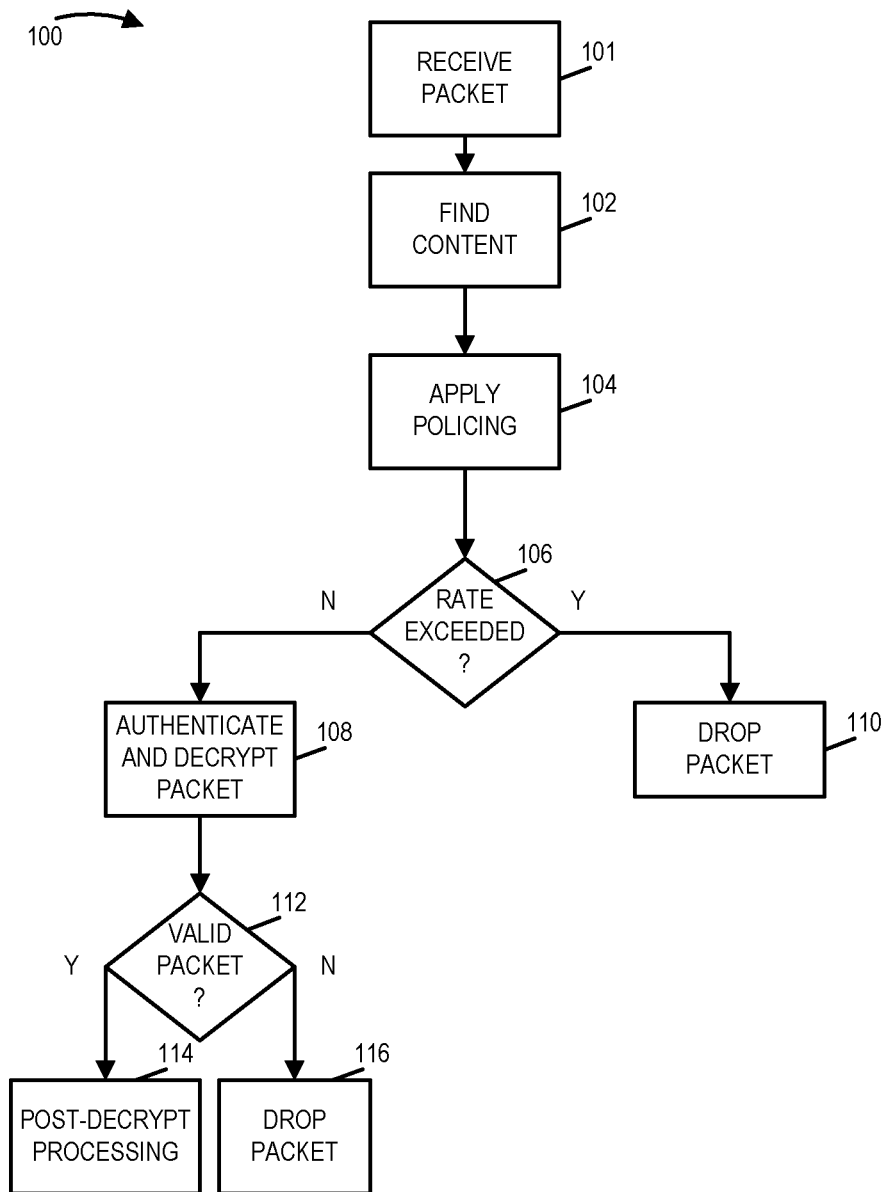 100
RECEIVE
PACKET
101
FIND
CONTENT
102
APPLY
POLICING
104
106
RATE
EXCEEDED
?
N
Y
AUTHENTICATE
AND DECRYPT
PACKET
108
DROP
PACKET
110
112
VALID
PACKET
?
Y
N
114
POST-DECRYPT
PROCESSING
116
DROP
PACKET